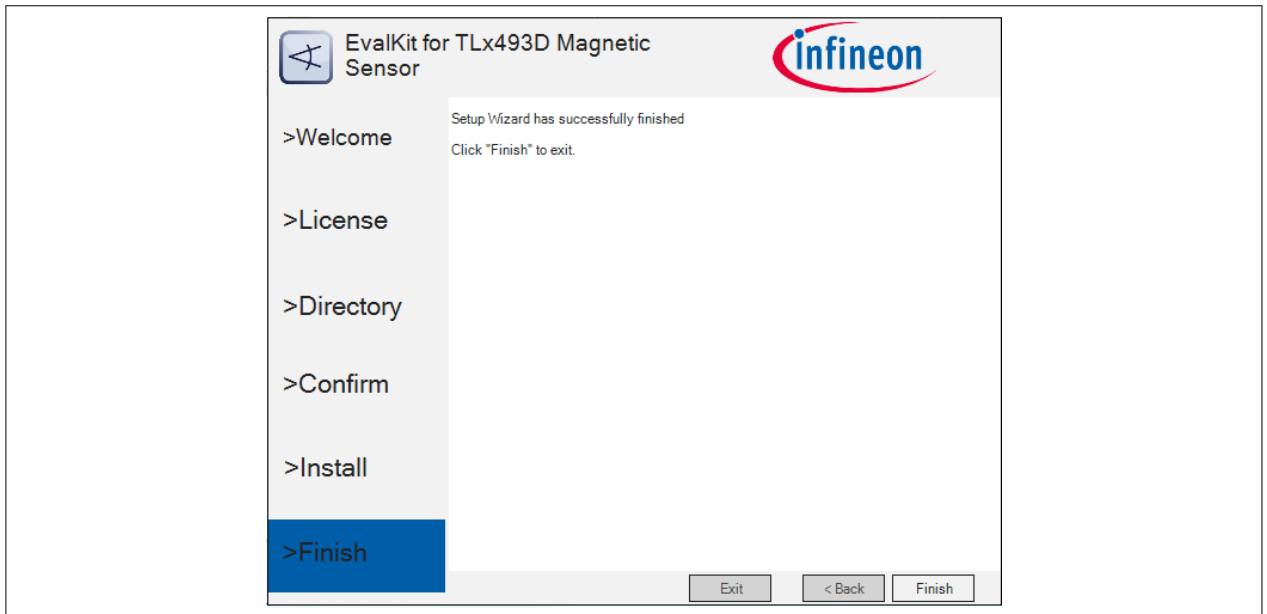 EvalKit for TLx493D Magnetic
Sensor
infineon
>Welcome
Setup Wizard has successfully finished
Click "Finish" to exit.
>License
>Directory
>Confirm
>Install
>Finish
Exit
< Back
Finish